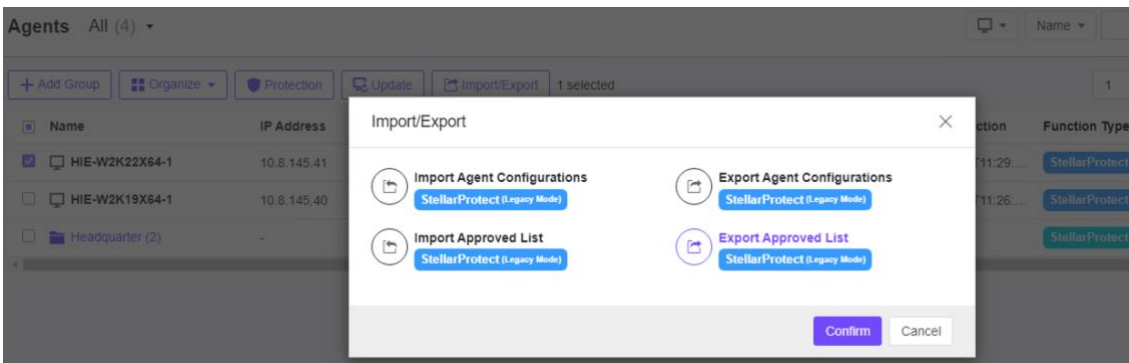 Agents All (4)
Name
+ Add Group Organize Protection Update Import/Export 1 selected 1
Name IP Address ction Function Type
HIE-W2K22X64-1 10.8.145.41 T11:29:... StellarProtect
HIE-W2K19X64-1 10.8.145.40 T11:26:... StellarProtect
Headquarter (2) - StellarProtect
Import/Export
Import Agent Configurations Export Agent Configurations
StellarProtect (Legacy Mode) StellarProtect (Legacy Mode)
Import Approved List Export Approved List
StellarProtect (Legacy Mode) StellarProtect (Legacy Mode)
Confirm Cancel